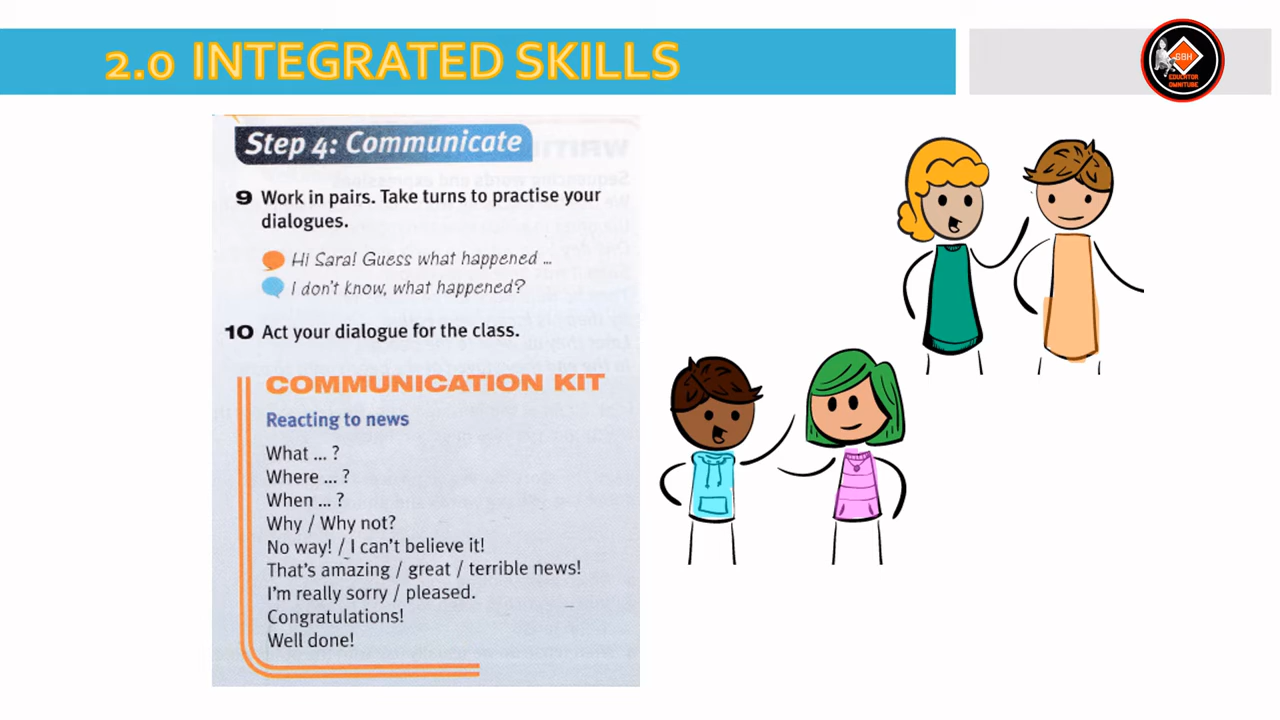 2.0 INTEGRATED SKILLS
GBH
EDUCATOR
OMNITUBE
Step 4: Communicate
9 Work in pairs. Take turns to practise your
dialogues.
Hi Sara! Guess what happened ...
I don't know, what happened?
10 Act your dialogue for the class.
COMMUNICATION KIT
Reacting to news
What ... ?
Where ... ?
When ... ?
Why / Why not?
No way! / I can't believe it!
That's amazing / great / terrible news!
I'm really sorry / pleased.
Congratulations!
Well done!